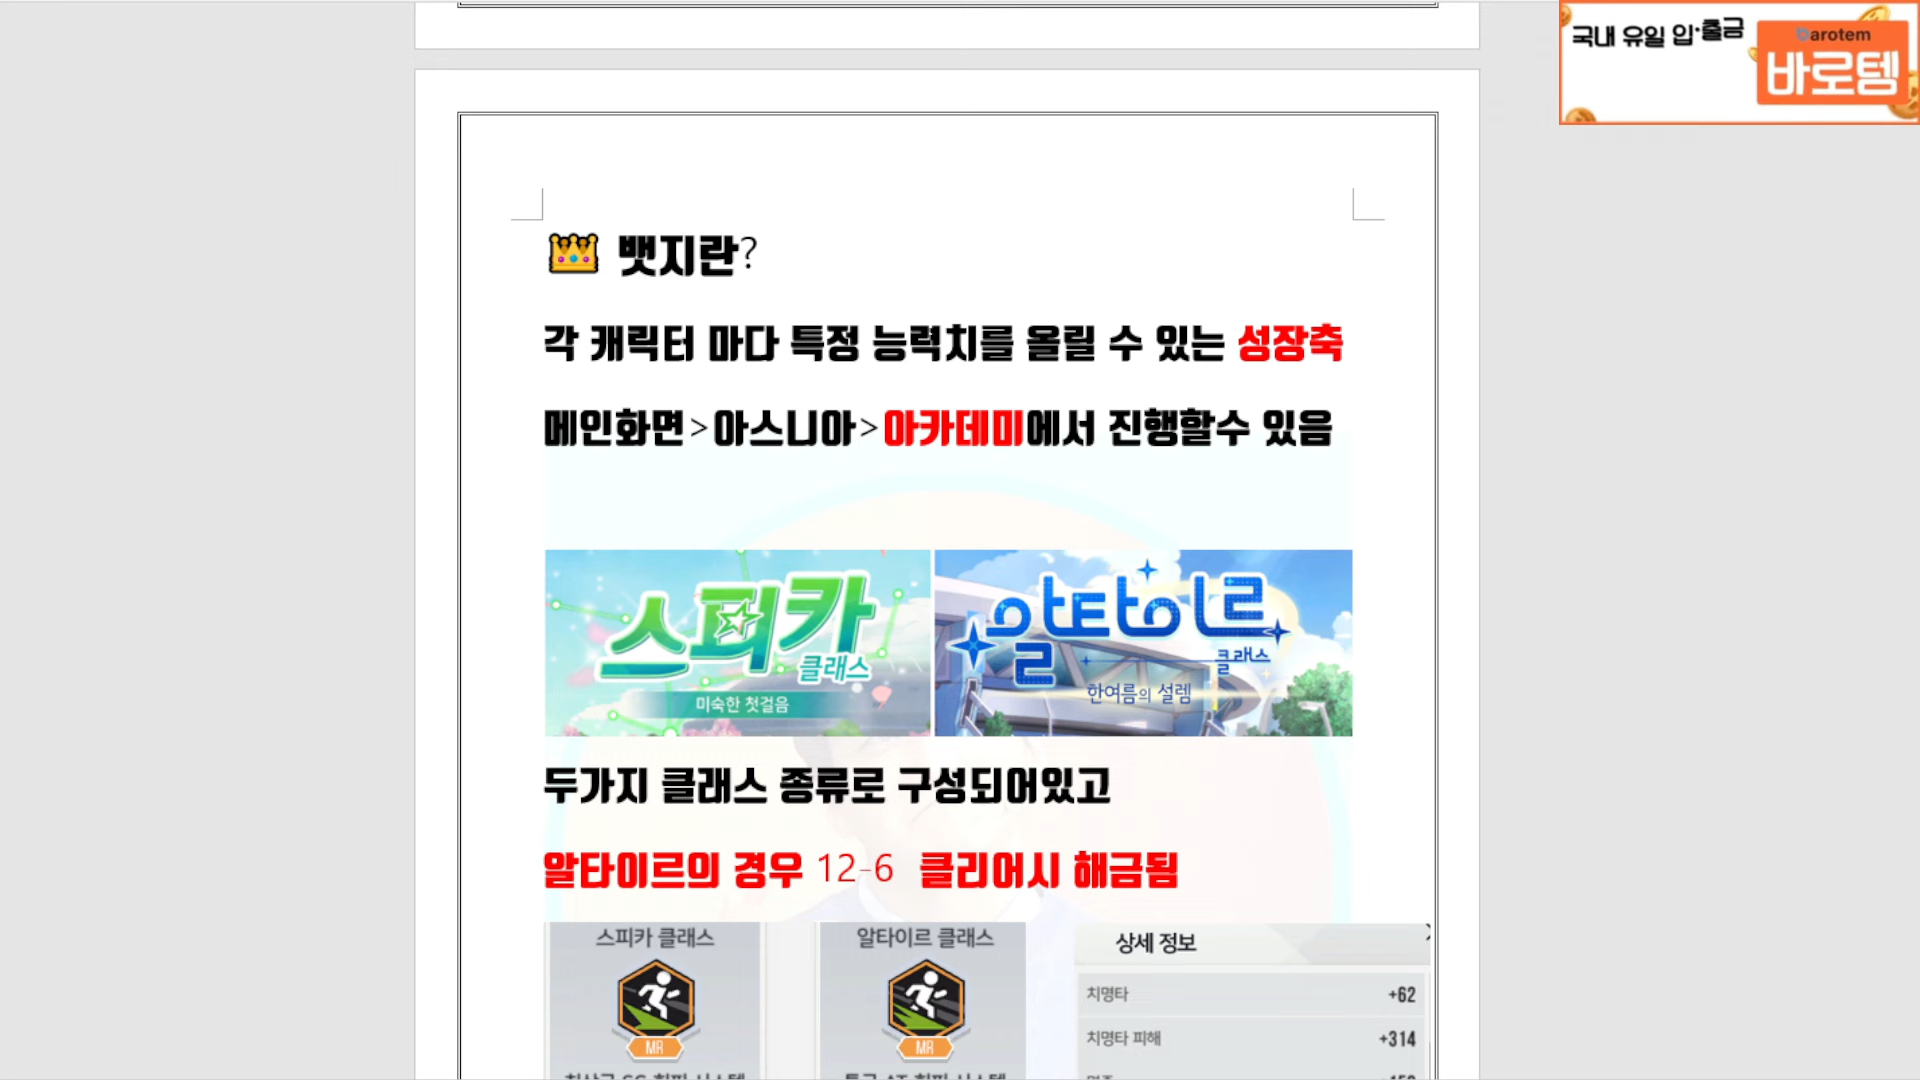 국내 유일 입·출금
barotem
바로템
뱃지란?
각 캐릭터 마다 특정 능력치를 올릴 수 있는 성장축
메인화면>아스니아>아카데미에서 진행할수 있음
스피카
클래스
미숙한 첫걸음
알타이르
클래스
한여름의 설렘
두가지 클래스 종류로 구성되어있고
알타이르의 경우 12-6 클리어시 해금됨
스피카 클래스
MR
알타이르 클래스
MR
상세 정보
치명타 +62
치명타 피해 +314